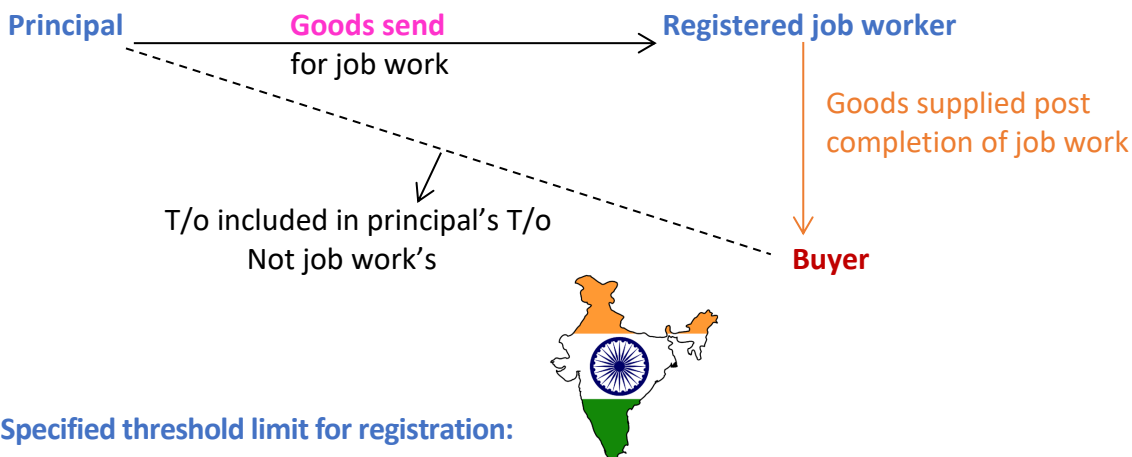 Principal
Goods send
Registered job worker
for job work
Goods supplied post
completion of job work
T/o included in principal’s T/o
Not job work’s
Buyer
Specified threshold limit for registration: